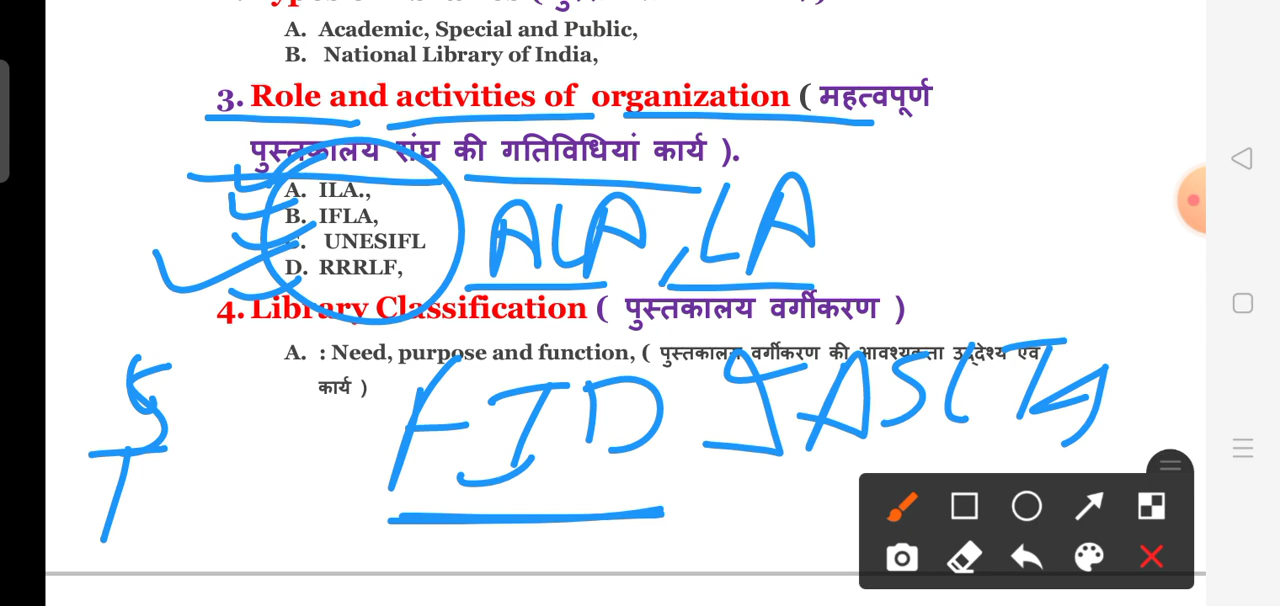 A. Academic, Special and Public,
B. National Library of India,
3. Role and activities of organization ( महत्वपूर्ण
पुस्तकालय संघ की गतिविधियां कार्य ).
A. ILA.,
B. IFLA,
C. UNESIFL
D. RRRLF,
ALA, LA
4. Library Classification ( पुस्तकालय वर्गीकरण )
A. : Need, purpose and function, ( पुस्तकालय वर्गीकरण की आवश्यकता उद्देश्य एवं
कार्य )
FID